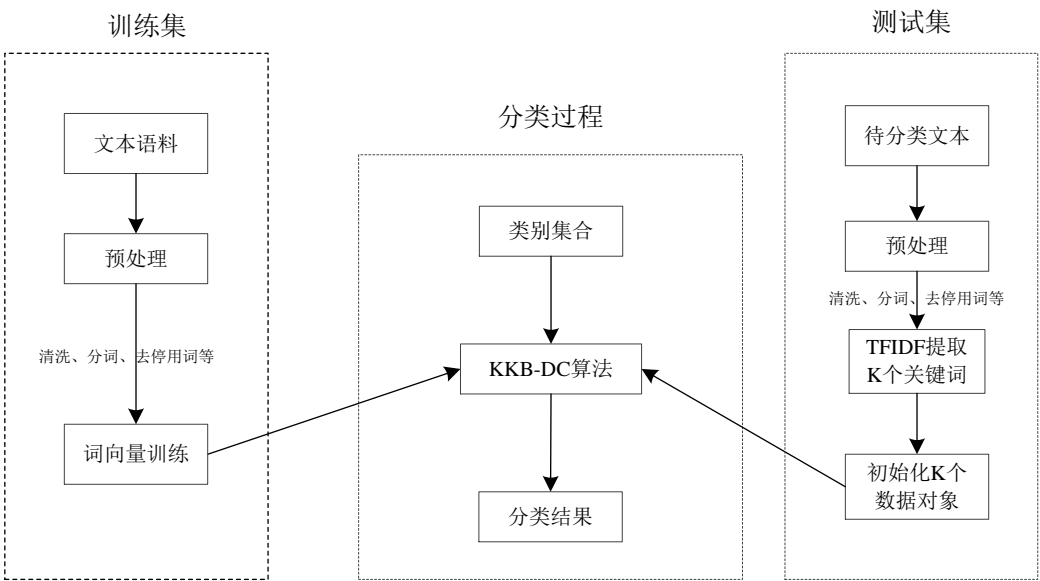 训练集
文本语料
预处理
清洗、分词、去停用词等
词向量训练
分类过程
类别集合
KKB-DC算法
分类结果
测试集
待分类文本
预处理
清洗、分词、去停用词等
TFIDF提取
K个关键词
初始化K个
数据对象